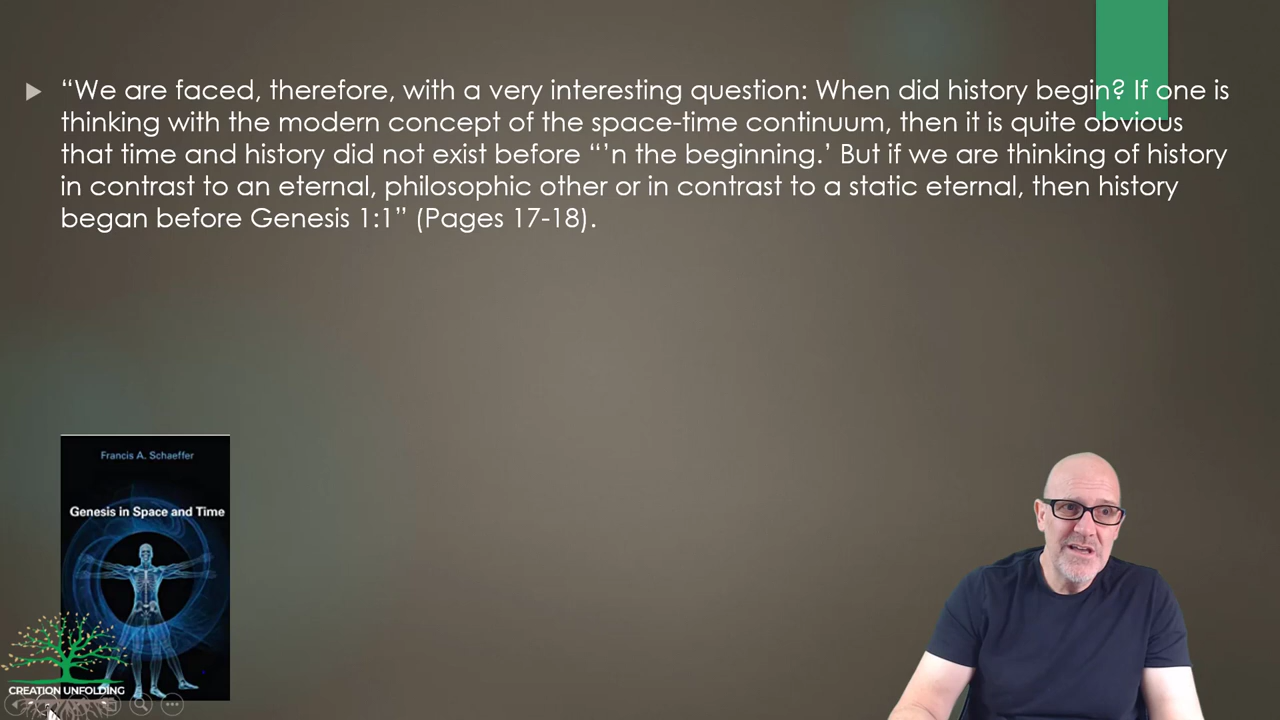 “We are faced, therefore, with a very interesting question: When did history begin? If one is
thinking with the modern concept of the space-time continuum, then it is quite obvious
that time and history did not exist before “’n the beginning.’ But if we are thinking of history
in contrast to an eternal, philosophic other or in contrast to a static eternal, then history
began before Genesis 1:1” (Pages 17-18).
Francis A. Schaeffer
Genesis in Space and Time
CREATION UNFOLDING